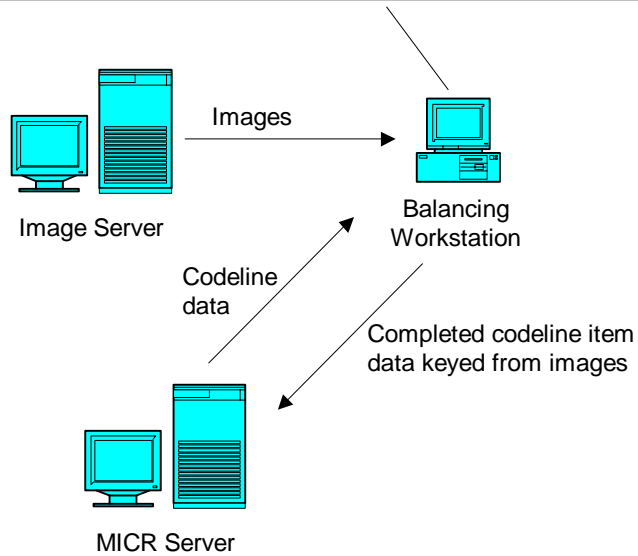 Images
Image Server
Balancing
Workstation
Codeline
data
Completed codeline item
data keyed from images
MICR Server